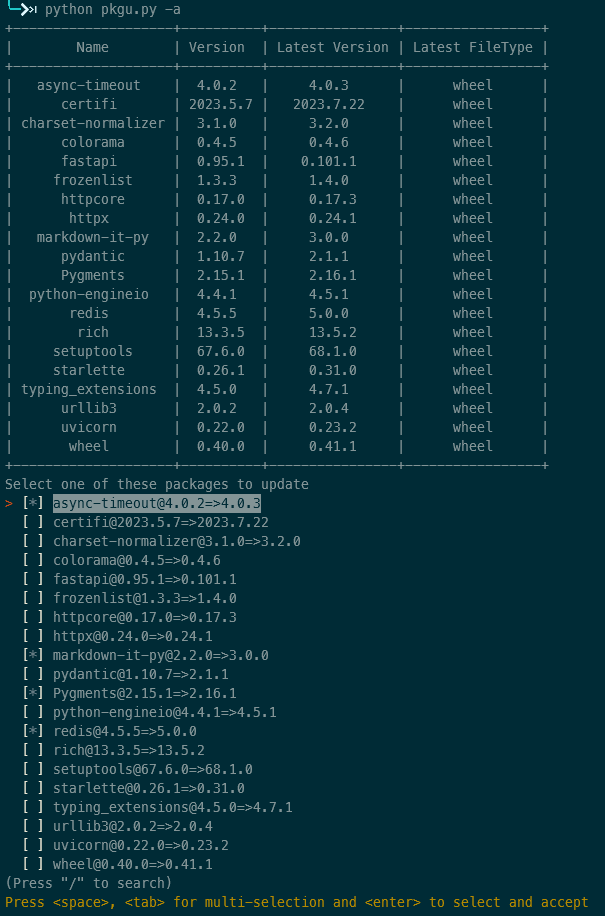 python pkgu.py -a
+--------------------+----------+----------------+-----------------+
|        Name        | Version  | Latest Version | Latest FileType |
+--------------------+----------+----------------+-----------------+
|   async-timeout    |  4.0.2   |     4.0.3      |      wheel      |
|      certifi       | 2023.5.7 |   2023.7.22    |      wheel      |
| charset-normalizer |  3.1.0   |     3.2.0      |      wheel      |
|      colorama      |  0.4.5   |     0.4.6      |      wheel      |
|      fastapi       |  0.95.1  |    0.101.1     |      wheel      |
|     frozenlist     |  1.3.3   |     1.4.0      |      wheel      |
|      httpcore      |  0.17.0  |     0.17.3     |      wheel      |
|       httpx        |  0.24.0  |     0.24.1     |      wheel      |
|   markdown-it-py   |  2.2.0   |     3.0.0      |      wheel      |
|      pydantic      |  1.10.7  |     2.1.1      |      wheel      |
|      Pygments      |  2.15.1  |     2.16.1     |      wheel      |
|  python-engineio   |  4.4.1   |     4.5.1      |      wheel      |
|       redis        |  4.5.5   |     5.0.0      |      wheel      |
|        rich        |  13.3.5  |     13.5.2     |      wheel      |
|     setuptools     |  67.6.0  |     68.1.0     |      wheel      |
|     starlette      |  0.26.1  |     0.31.0     |      wheel      |
| typing_extensions  |  4.5.0   |     4.7.1      |      wheel      |
|      urllib3       |  2.0.2   |     2.0.4      |      wheel      |
|      uvicorn       |  0.22.0  |     0.23.2     |      wheel      |
|       wheel        |  0.40.0  |     0.41.1     |      wheel      |
+--------------------+----------+----------------+-----------------+
Select one of these packages to update
> [*] async-timeout@4.0.2=>4.0.3
  [ ] certifi@2023.5.7=>2023.7.22
  [ ] charset-normalizer@3.1.0=>3.2.0
  [ ] colorama@0.4.5=>0.4.6
  [ ] fastapi@0.95.1=>0.101.1
  [ ] frozenlist@1.3.3=>1.4.0
  [ ] httpcore@0.17.0=>0.17.3
  [ ] httpx@0.24.0=>0.24.1
  [*] markdown-it-py@2.2.0=>3.0.0
  [ ] pydantic@1.10.7=>2.1.1
  [*] Pygments@2.15.1=>2.16.1
  [ ] python-engineio@4.4.1=>4.5.1
  [*] redis@4.5.5=>5.0.0
  [ ] rich@13.3.5=>13.5.2
  [ ] setuptools@67.6.0=>68.1.0
  [ ] starlette@0.26.1=>0.31.0
  [ ] typing_extensions@4.5.0=>4.7.1
  [ ] urllib3@2.0.2=>2.0.4
  [ ] uvicorn@0.22.0=>0.23.2
  [ ] wheel@0.40.0=>0.41.1
(Press "/" to search)
Press <space>, <tab> for multi-selection and <enter> to select and accept